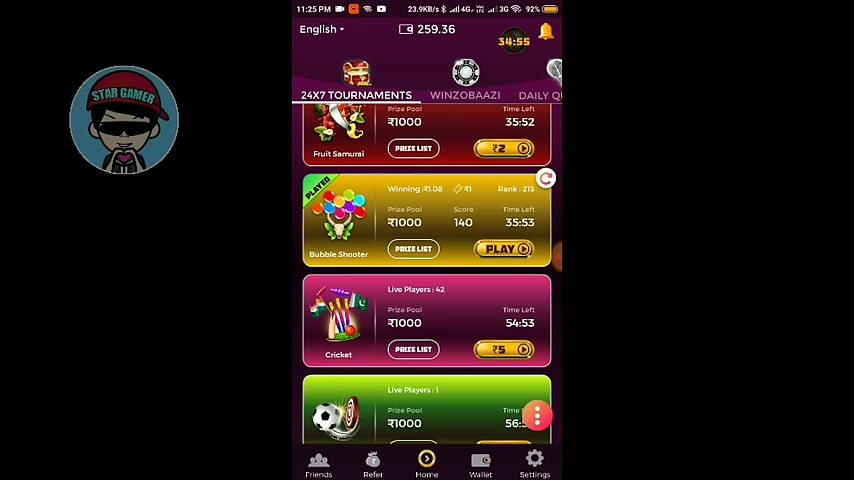 11:25 PM 23.9KB/s 4G 3G 92%
English 259.36 34:55
24X7 TOURNAMENTS WINZOBAAZI DAILY Q
STAR GAMER
Prize Pool Time Left
₹1000 35:52
Fruit Samurai PRIZE LIST ₹2
PLAYED Winning :₹1.08 ₹1 Rank : 215
Prize Pool Score Time Left
₹1000 140 35:53
Bubble Shooter PRIZE LIST PLAY
Live Players : 42
Prize Pool Time Left
₹1000 54:53
Cricket PRIZE LIST ₹5
Live Players : 1
Prize Pool Time
₹1000 56:5
Friends Refer Home Wallet Settings